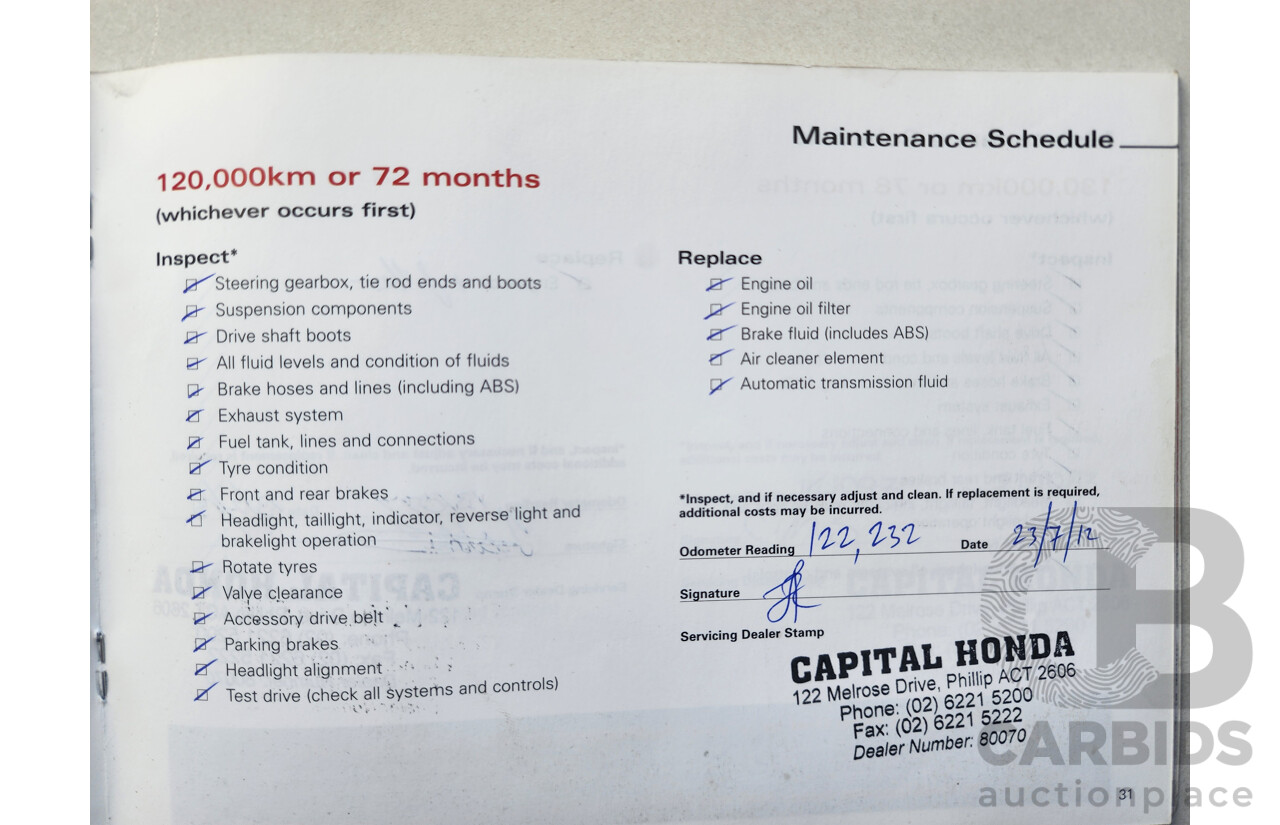 Maintenance Schedule
120,000km or 72 months
(whichever occurs first)
Inspect*
Steering gearbox, tie rod ends and boots
Suspension components
Drive shaft boots
All fluid levels and condition of fluids
Brake hoses and lines (including ABS)
Exhaust system
Fuel tank, lines and connections
Tyre condition
Front and rear brakes
Headlight, taillight, indicator, reverse light and
brakelight operation
Rotate tyres
Valve clearance
Accessory drive belt
Parking brakes
Headlight alignment
Test drive (check all systems and controls)
Replace
Engine oil
Engine oil filter
Brake fluid (includes ABS)
Air cleaner element
Automatic transmission fluid
*Inspect, and if necessary adjust and clean. If replacement is required,
additional costs may be incurred.
Odometer Reading 122,232 Date 23/7/12
Signature
Servicing Dealer Stamp
CAPITAL HONDA
122 Melrose Drive, Phillip ACT 2606
Phone: (02) 6221 5200
Fax: (02) 6221 5222
Dealer Number: 80070
31
CARBIDS
auctionplace